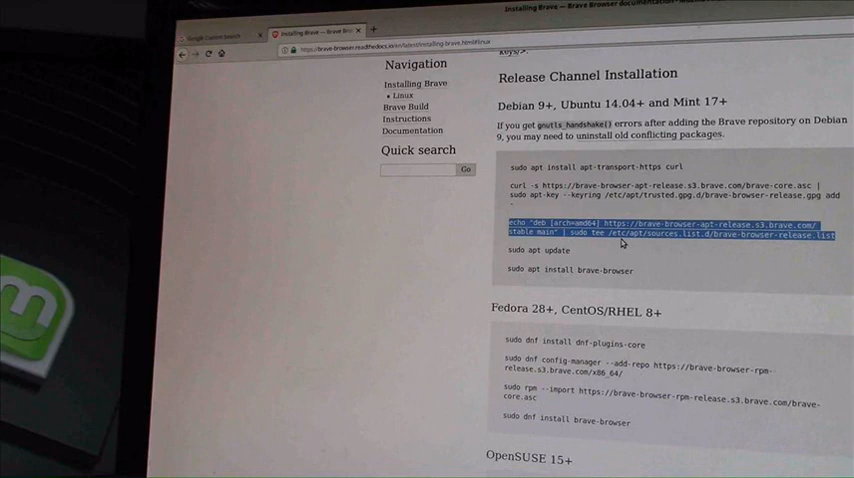 Installing Brave — Brave Browser documentation
Google Custom Search
Installing Brave — Brave Bro
https://brave-browser.readthedocs.io/en/latest/installing-brave.html#linux
Navigation
Installing Brave
Linux
Brave Build
Instructions
Documentation
Quick search
Go
keys/>.
Release Channel Installation
Debian 9+, Ubuntu 14.04+ and Mint 17+
If you get gnutls_handshake() errors after adding the Brave repository on Debian
9, you may need to uninstall old conflicting packages.
sudo apt install apt-transport-https curl
curl -s https://brave-browser-apt-release.s3.brave.com/brave-core.asc |
sudo apt-key --keyring /etc/apt/trusted.gpg.d/brave-browser-release.gpg add
-
echo "deb [arch=amd64] https://brave-browser-apt-release.s3.brave.com/
stable main" | sudo tee /etc/apt/sources.list.d/brave-browser-release.list
sudo apt update
sudo apt install brave-browser
Fedora 28+, CentOS/RHEL 8+
sudo dnf install dnf-plugins-core
sudo dnf config-manager --add-repo https://brave-browser-rpm-
release.s3.brave.com/x86_64/
sudo rpm --import https://brave-browser-rpm-release.s3.brave.com/brave-
core.asc
sudo dnf install brave-browser
OpenSUSE 15+